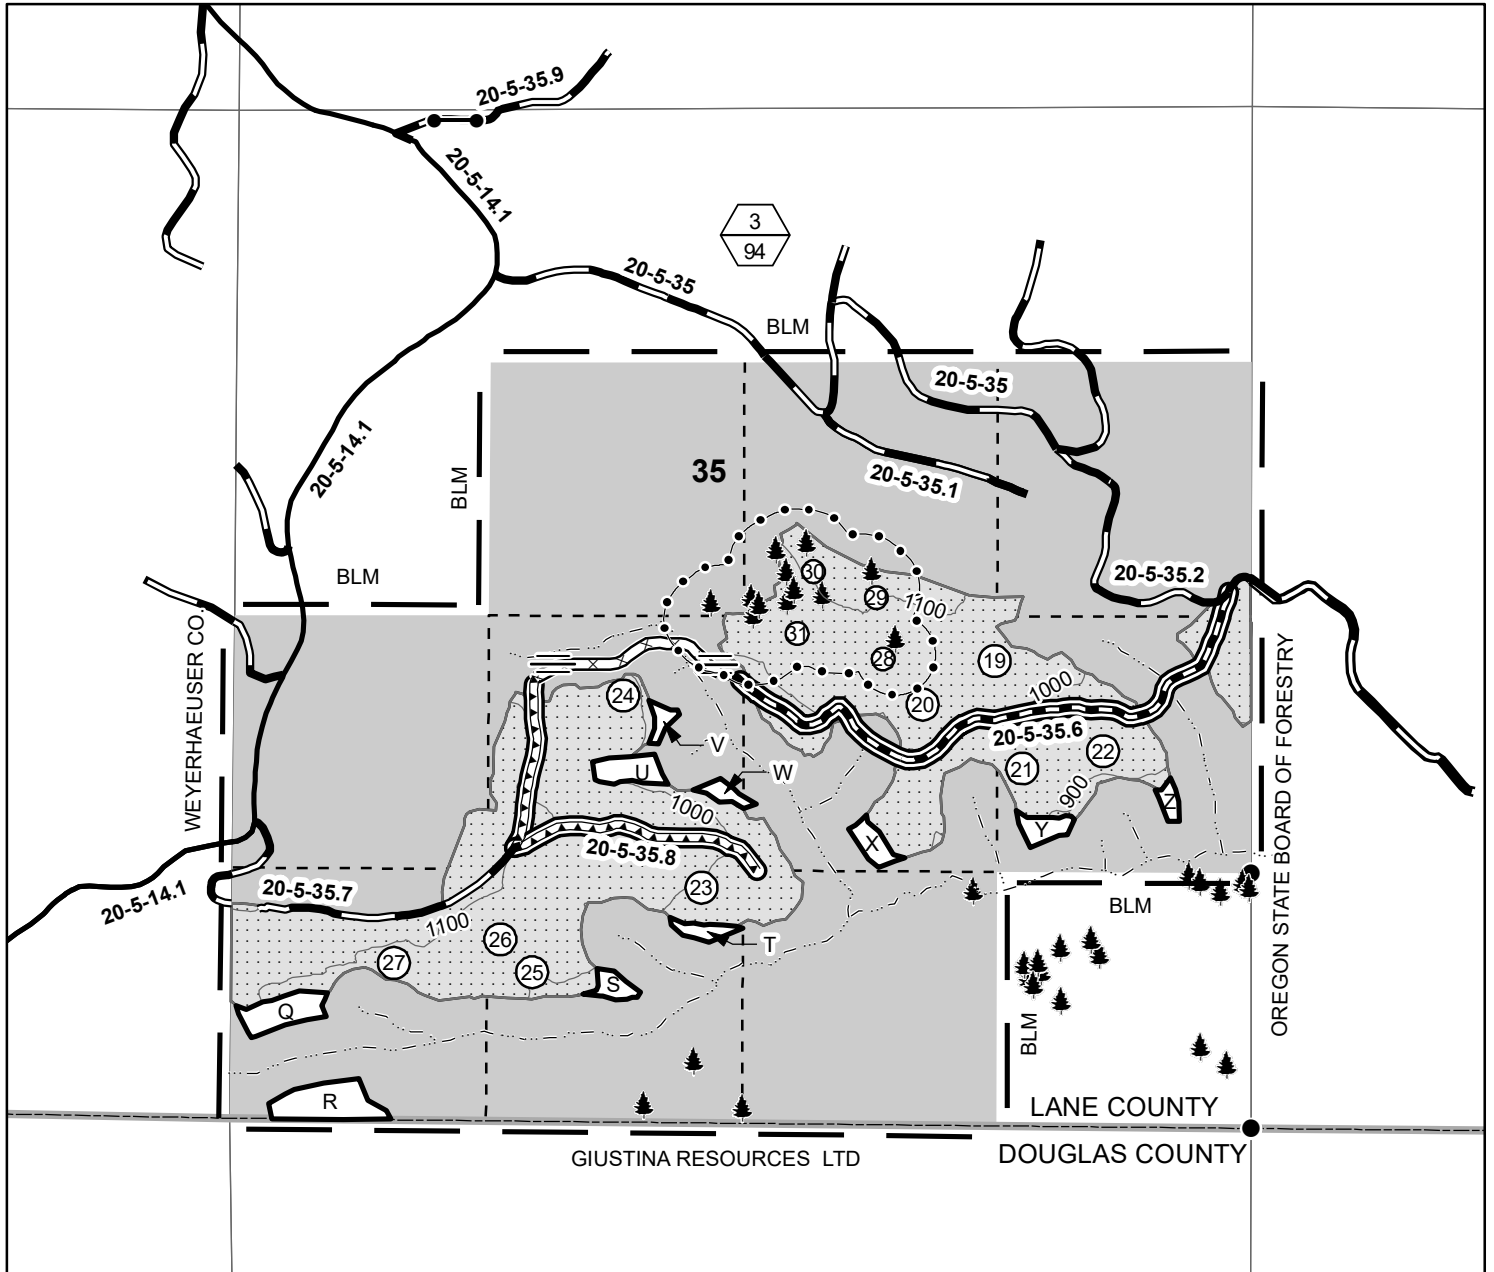 20-5-35.9
20-5-14.1
3
94
20-5-35
BLM
20-5-35
20-5-14.1
35
20-5-35.1
BLM
BLM
20-5-35.2
30
29
1100
31
28
19
WEYERHAEUSER CO.
24
1000
20
OREGON STATE BOARD OF FORESTRY
V
20-5-35.6
22
U
W
21
1000
900
Z
Y
X
20-5-35.8
20-5-14.1
20-5-35.7
23
BLM
1100
26
T
27
25
S
Q
BLM
R
LANE COUNTY
GIUSTINA RESOURCES LTD
DOUGLAS COUNTY